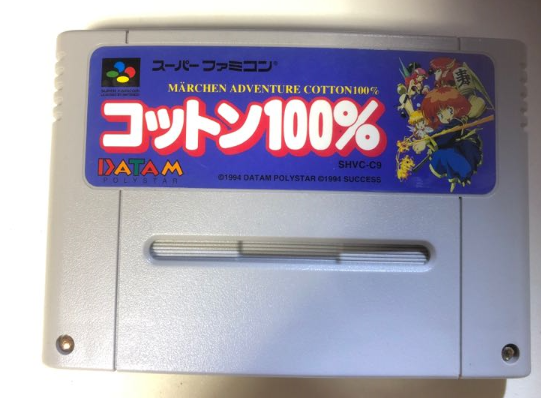 スーパーファミコン®
MÄRCHEN ADVENTURE COTTON100%
コットン100%
SHVC-C9
DATAM
POLYSTAR
©1994 DATAM POLYSTAR ©1994 SUCCESS